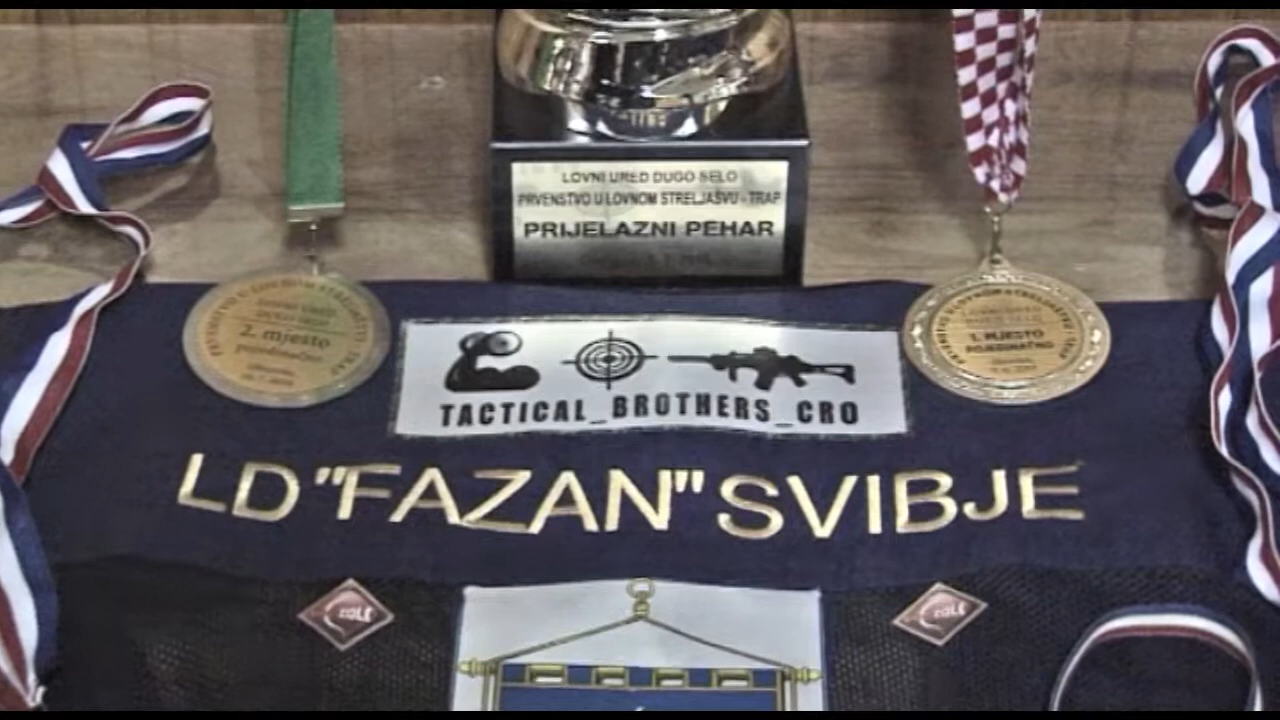 LOVNI URED DUGO SELO
PRVENSTVO U LOVNOM STRELJAŠVU - TRAP
PRIJELAZNI PEHAR
2. mjesto
pojedinačno
1. MJESTO
POJEDINAČNO
TACTICAL_BROTHERS_CRO
LD "FAZAN" SVIBJE